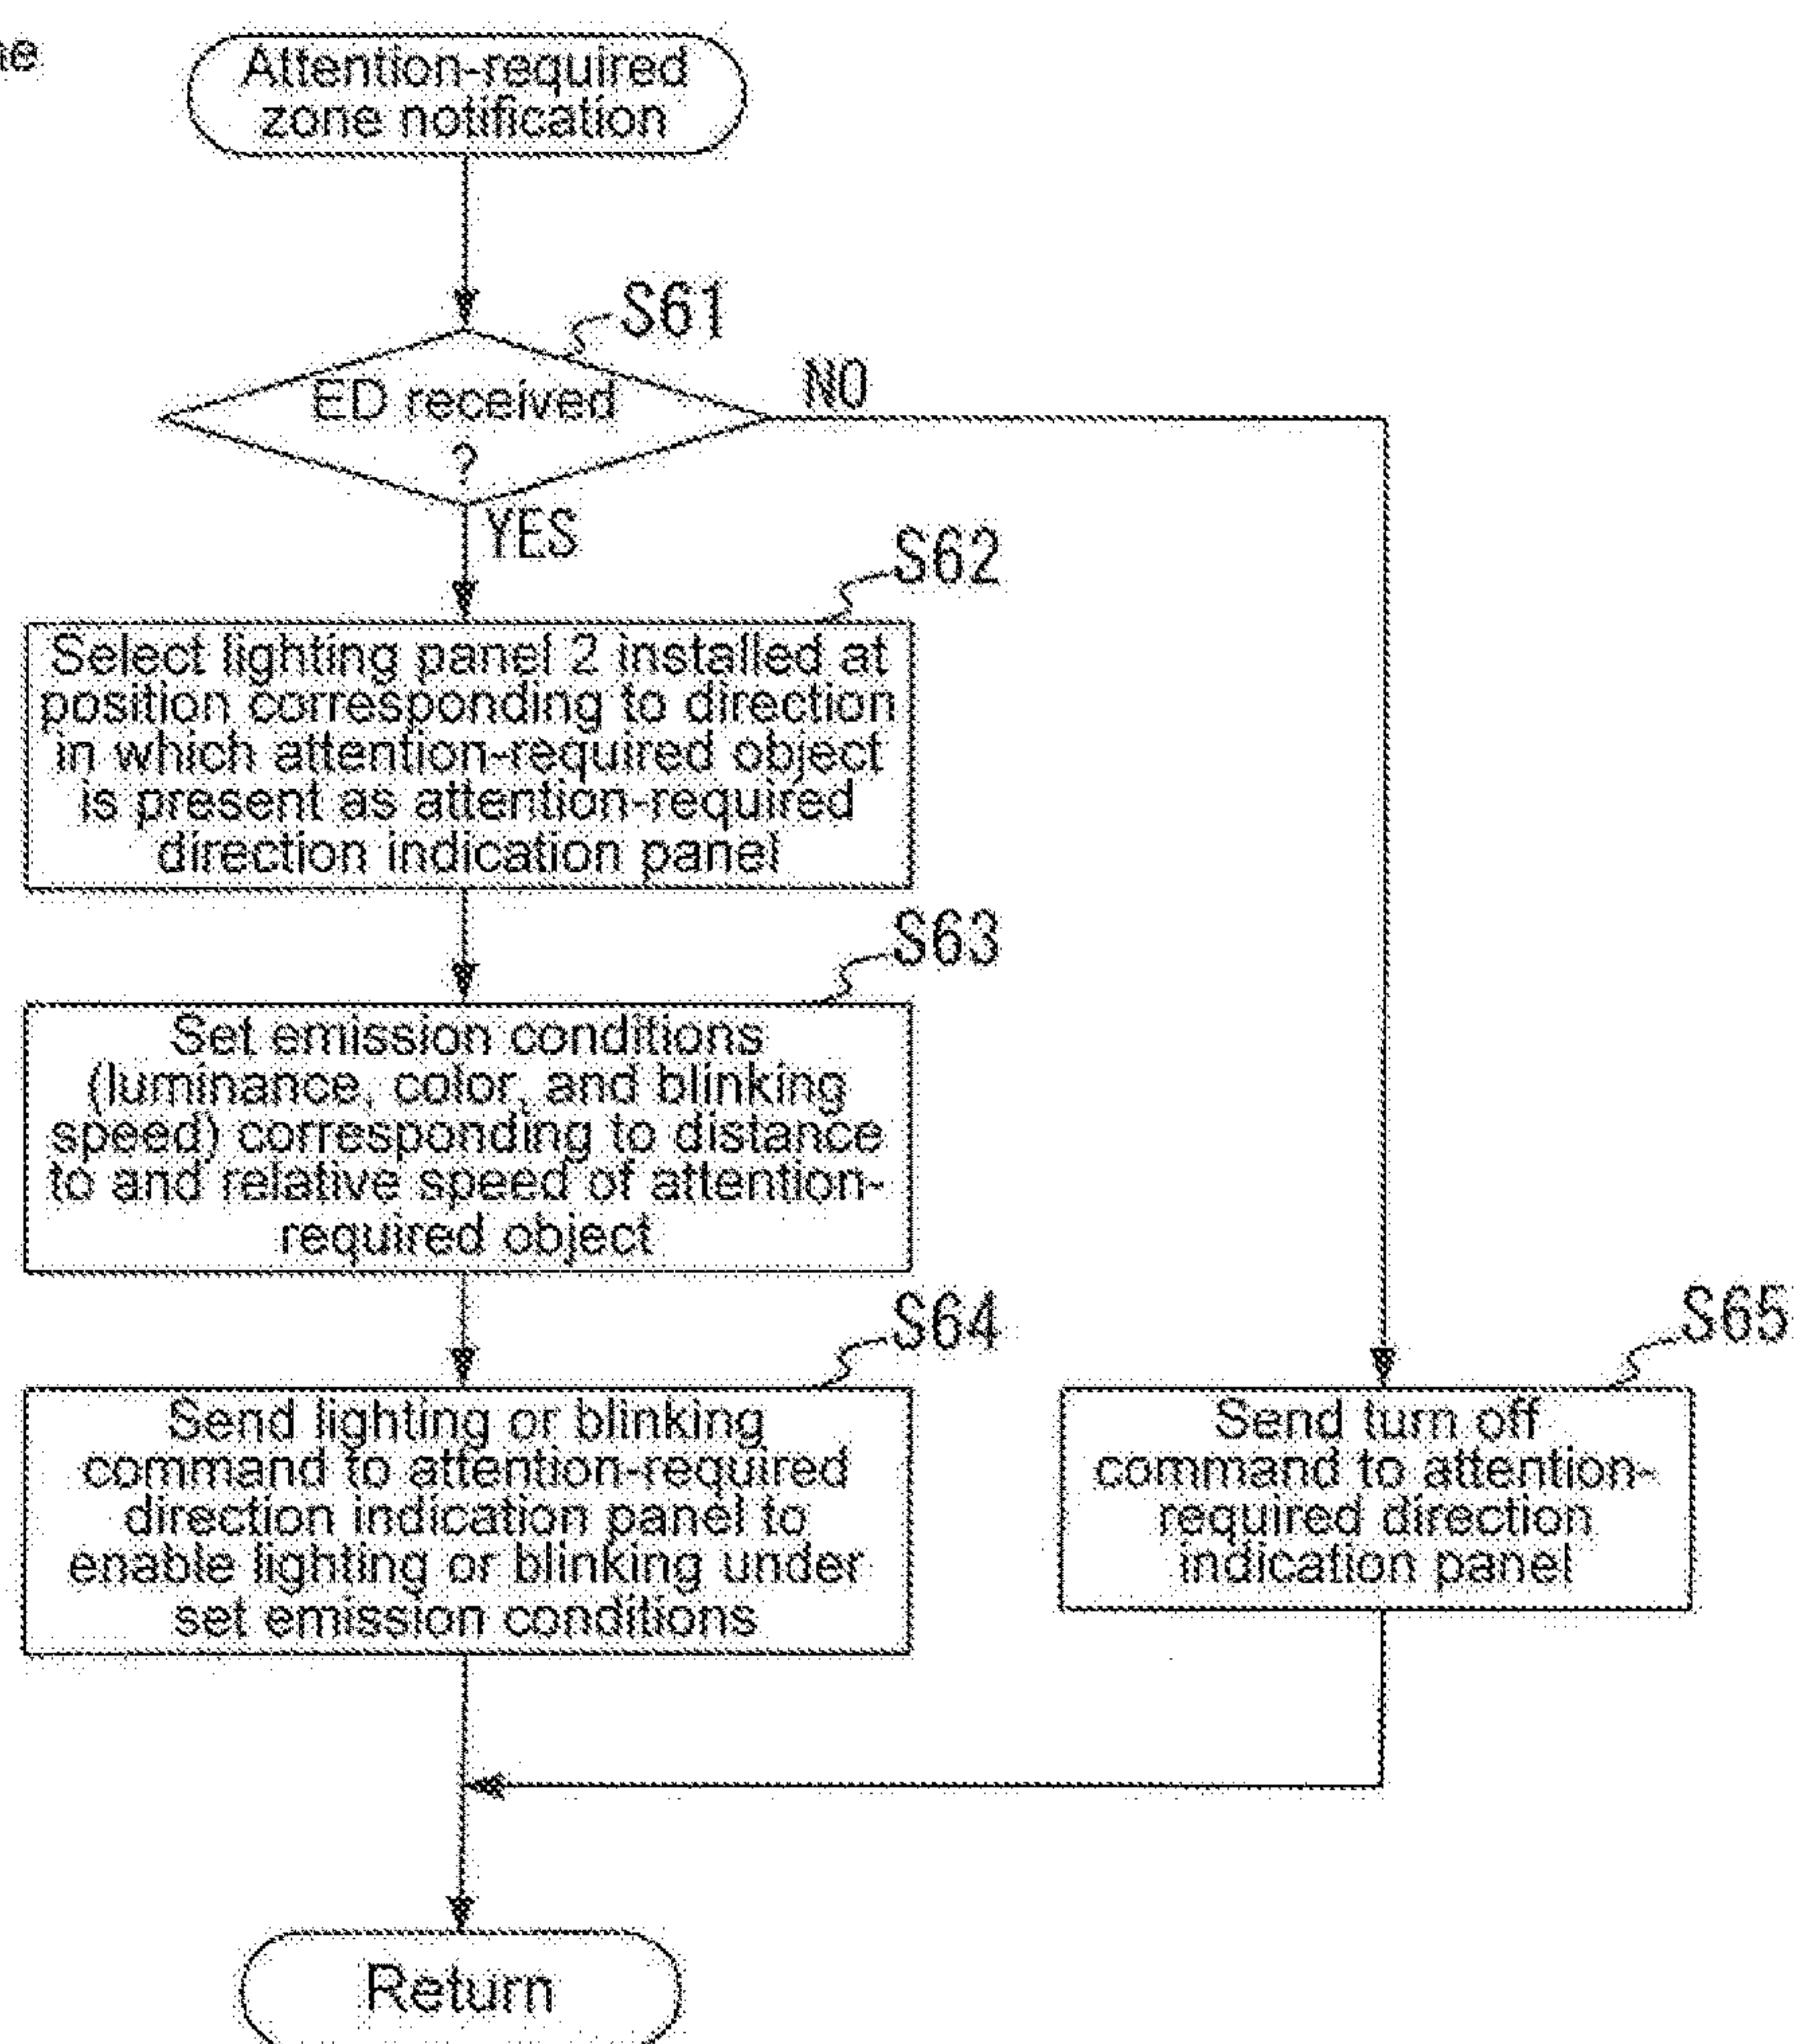 Attention-required
zone notification
S61
ED received
?
NO
YES
S62
Select lighting panel 2 installed at
position corresponding to direction
in which attention-required object
is present as attention-required
direction indication panel
S63
Set emission conditions
(luminance, color, and blinking
speed) corresponding to distance
to and relative speed of attention-
required object
S64
Send lighting or blinking
command to attention-required
direction indication panel to
enable lighting or blinking under
set emission conditions
S65
Send turn off
command to attention-
required direction
indication panel
Return